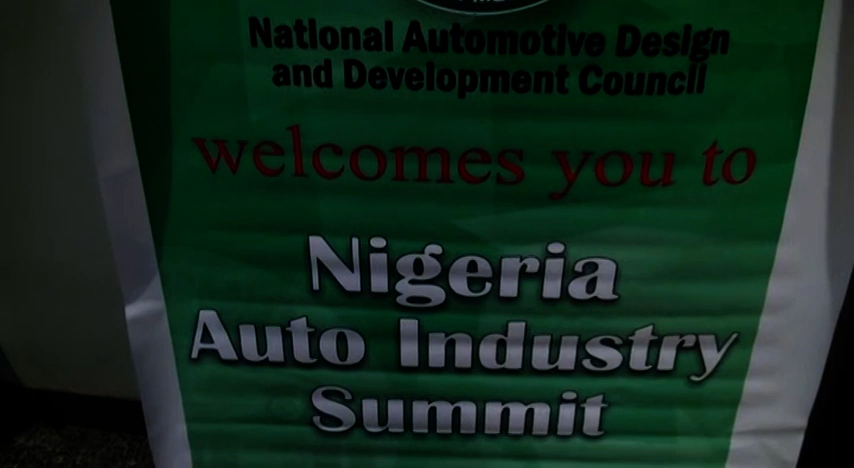 National Automotive Design
and Development Council
welcomes you to
Nigeria
Auto Industry
Summit